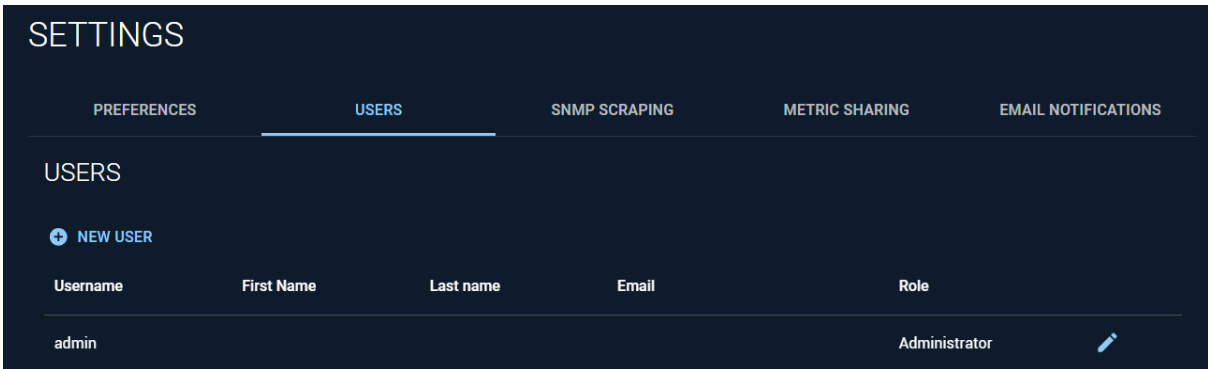 SETTINGS
PREFERENCES USERS SNMP SCRAPING METRIC SHARING EMAIL NOTIFICATIONS
USERS
NEW USER
Username First Name Last name Email Role
admin Administrator